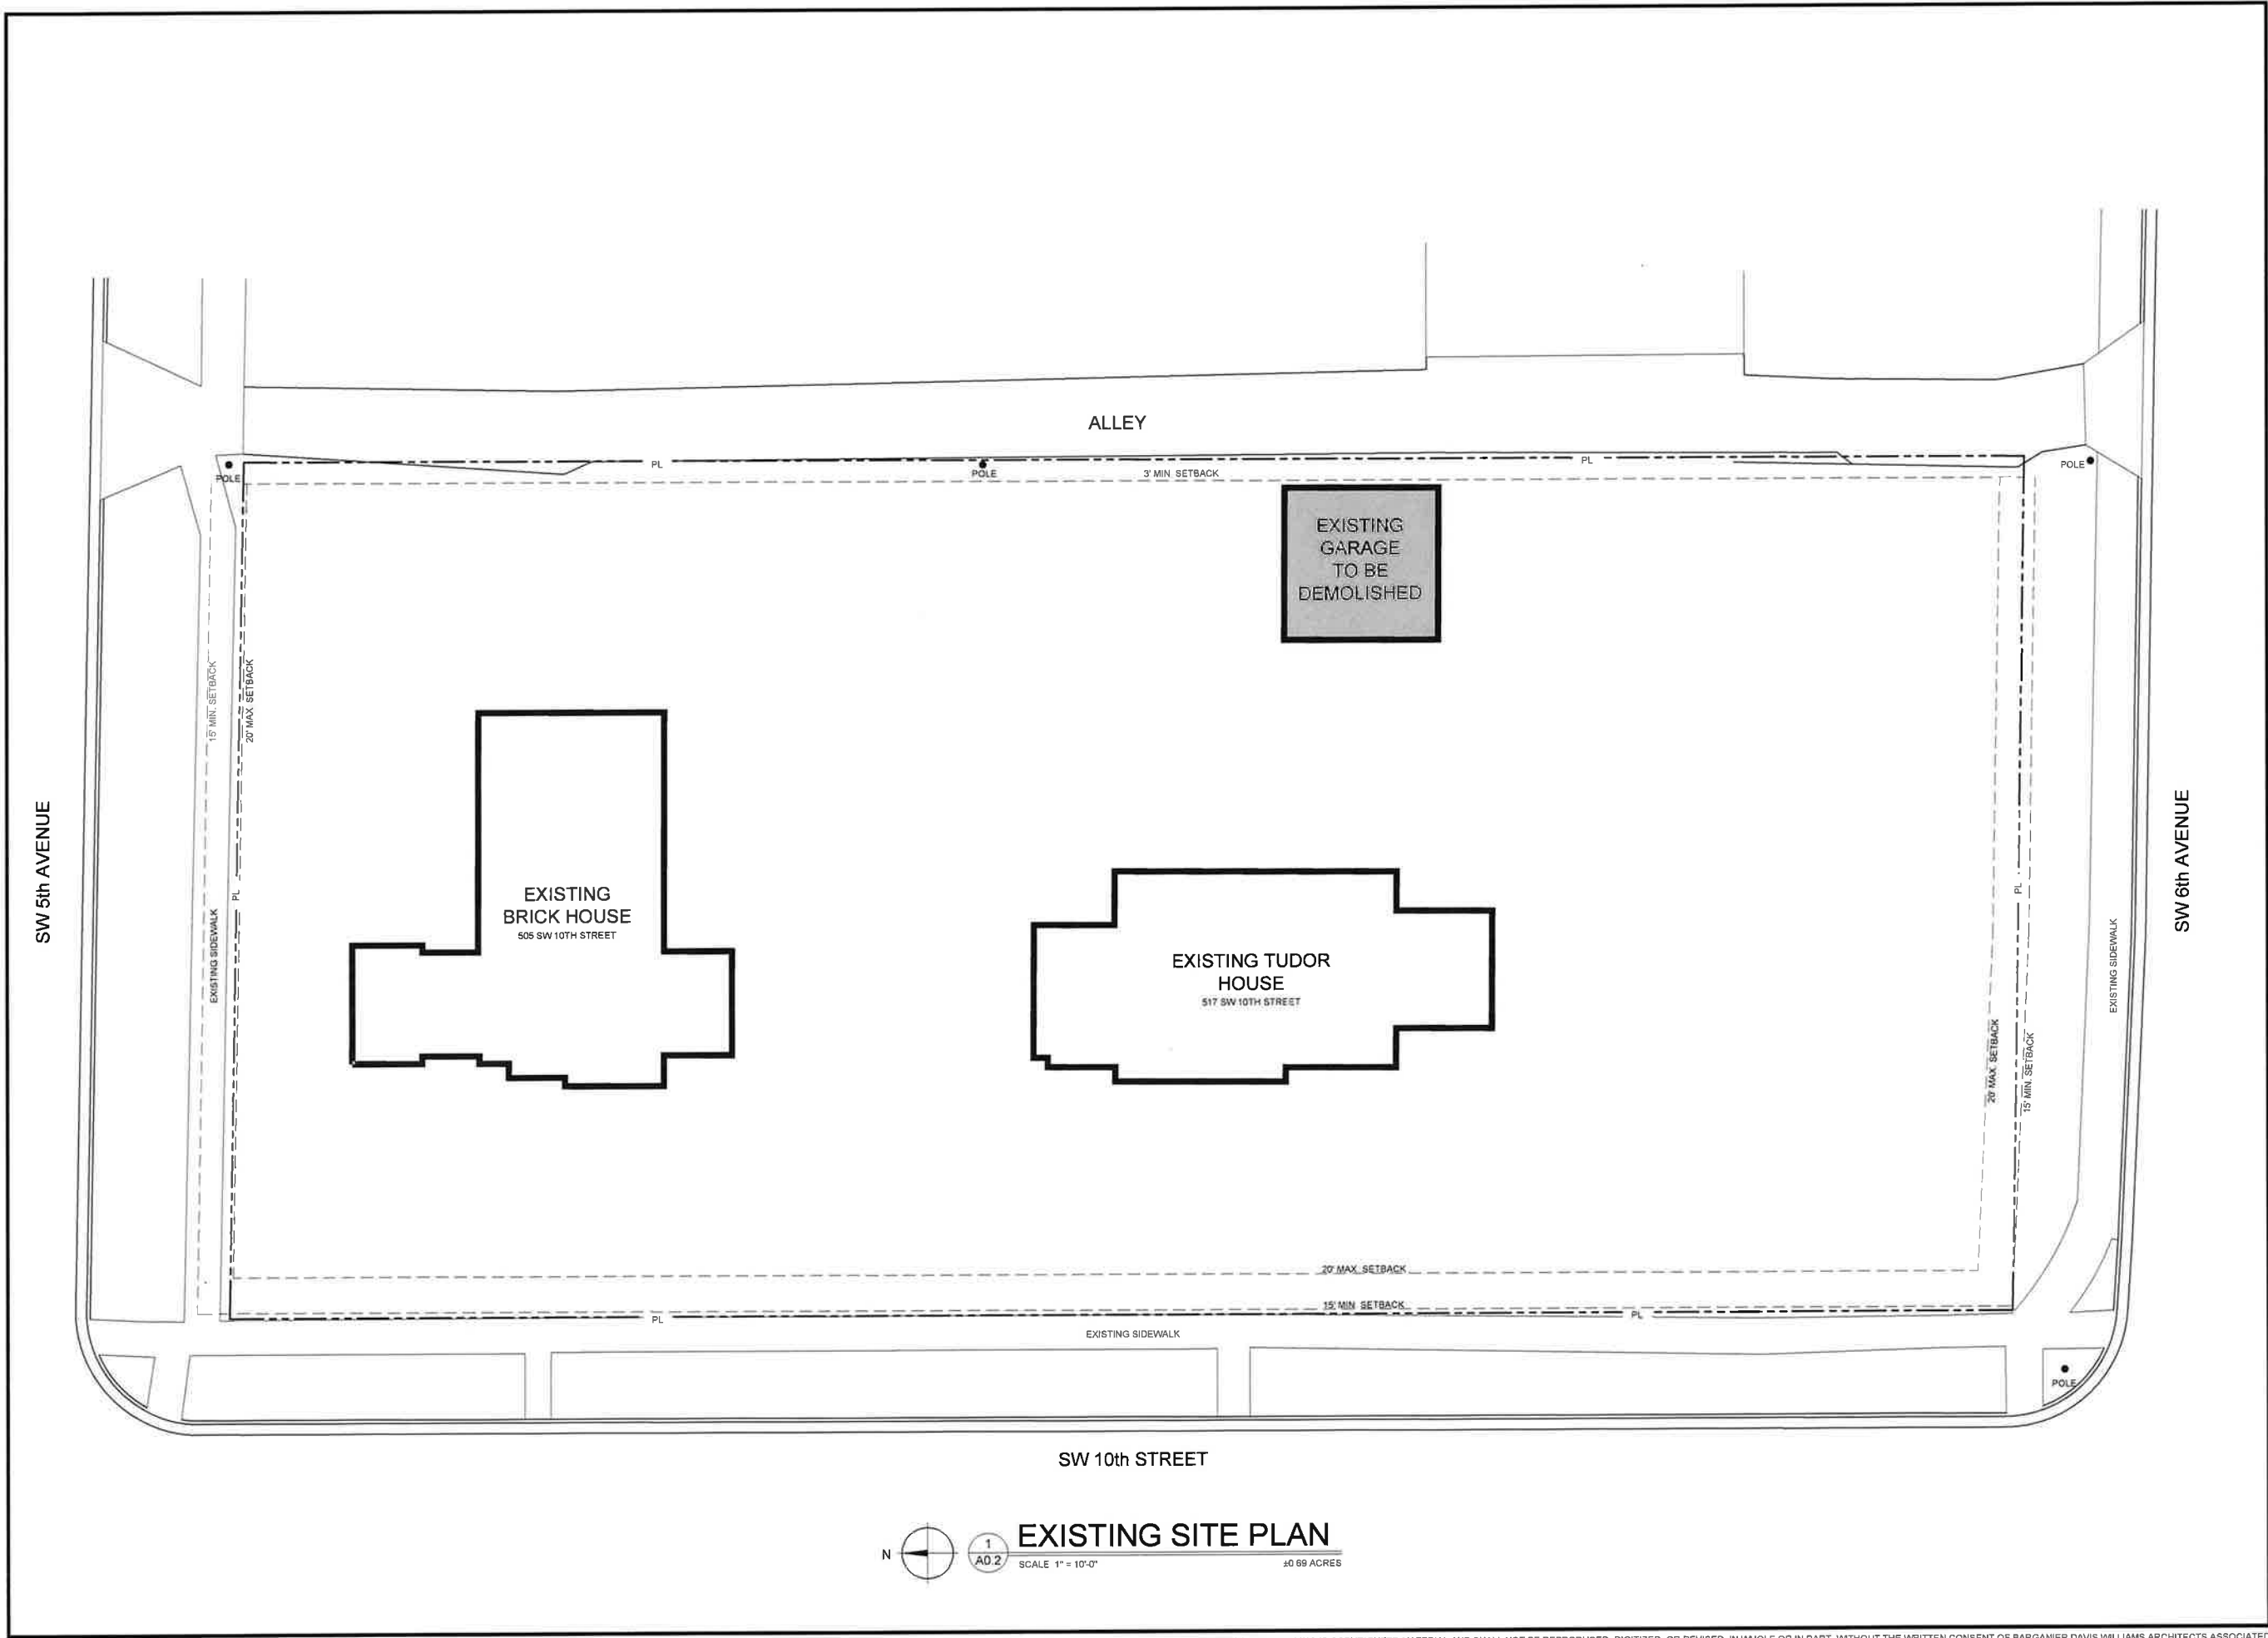 ALLEY
PL
PL
POLE
POLE
POLE
3' MIN SETBACK
EXISTING
GARAGE
TO BE
DEMOLISHED
15' MIN. SETBACK
20' MAX SETBACK
SW 5th AVENUE
SW 6th AVENUE
EXISTING
BRICK HOUSE
505 SW 10TH STREET
PL
PL
EXISTING SIDEWALK
EXISTING SIDEWALK
EXISTING TUDOR
HOUSE
517 SW 10TH STREET
20' MAX. SETBACK
15' MIN. SETBACK
20' MAX SETBACK
15' MIN SETBACK
PL
PL
EXISTING SIDEWALK
POLE
SW 10th STREET
N
1
A0.2
EXISTING SITE PLAN
SCALE 1" = 10'-0"
±0 69 ACRES